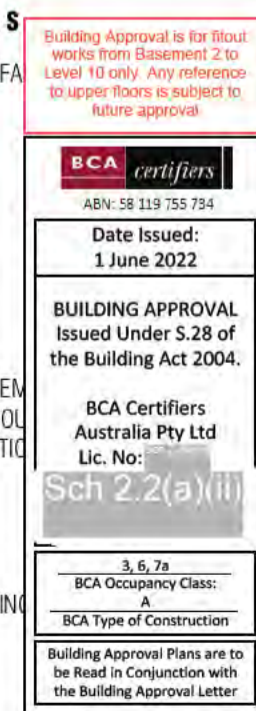 S
Building Approval is for fitout
works from Basement 2 to
Level 10 only. Any reference
to upper floors is subject to
future approval
FA
BCA certifiers
ABN: 58 119 755 734
Date Issued:
1 June 2022
BUILDING APPROVAL
Issued Under S.28 of
the Building Act 2004.
EM
OU
TIO
BCA Certifiers
Australia Pty Ltd
Lic. No:
Sch 2.2(a)(ii)
3, 6, 7a
BCA Occupancy Class:
A
BCA Type of Construction
ING
Building Approval Plans are to
be Read in Conjunction with
the Building Approval Letter